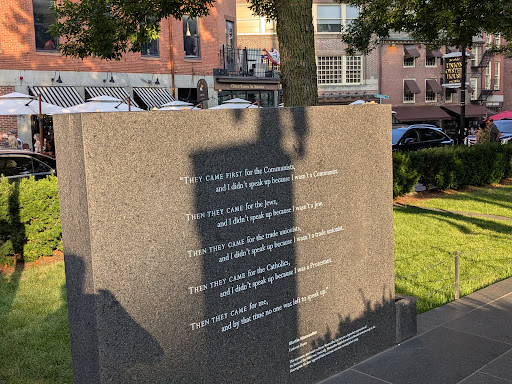 "THEY CAME FIRST for the Communists,
and I didn't speak up because I wasn't a Communist.
THEN THEY CAME for the Jews,
and I didn't speak up because I wasn't a Jew.
THEN THEY CAME for the trade unionists,
and I didn't speak up because I wasn't a trade unionist.
THEN THEY CAME for the Catholics,
and I didn't speak up because I was a Protestant.
THEN THEY CAME for me,
and by that time no one was left to speak up."
UNION
OYSTER
HOUSE